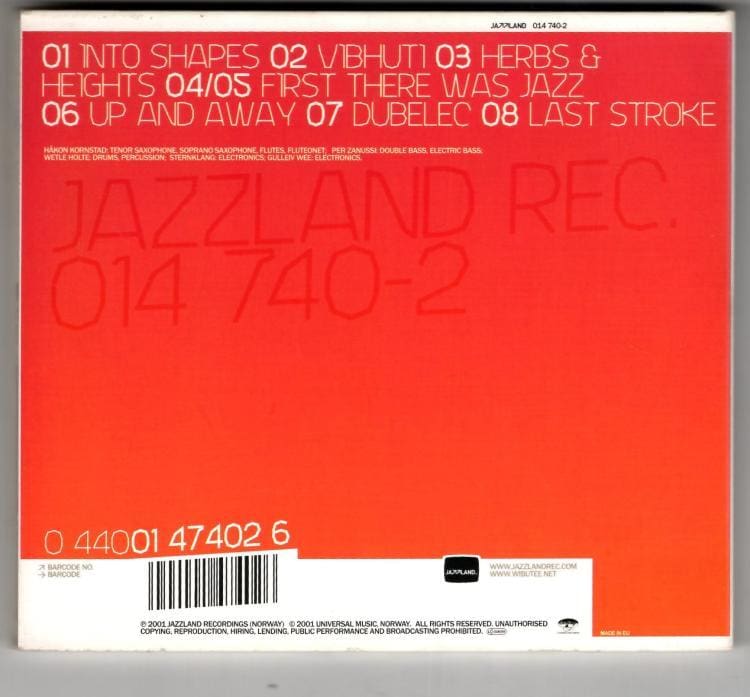 JAZZLAND 014 740-2
01 INTO SHAPES 02 VIBHUTI 03 HERBS &
HEIGHTS 04/05 FIRST THERE WAS JAZZ
06 UP AND AWAY 07 DUBELEC 08 LAST STROKE
HÅKON KORNSTAD: TENOR SAXOPHONE, SOPRANO SAXOPHONE, FLUTES, FLUTEONET; PER ZANUSSI: DOUBLE BASS, ELECTRIC BASS;
WETLE HOLTE: DRUMS, PERCUSSION; STERNKLANG: ELECTRONICS; GULLEIV WEE: ELECTRONICS.
JAZZLAND REC.
014 740-2
0 44001 47402 6
BARCODE NO.
BARCODE
JAZZLAND.
WWW.JAZZLANDREC.COM
WWW.WIBUTEE.NET
℗ 2001 JAZZLAND RECORDINGS (NORWAY) © 2001 UNIVERSAL MUSIC, NORWAY. ALL RIGHTS RESERVED. UNAUTHORISED
COPYING, REPRODUCTION, HIRING, LENDING, PUBLIC PERFORMANCE AND BROADCASTING PROHIBITED.
MADE IN EU